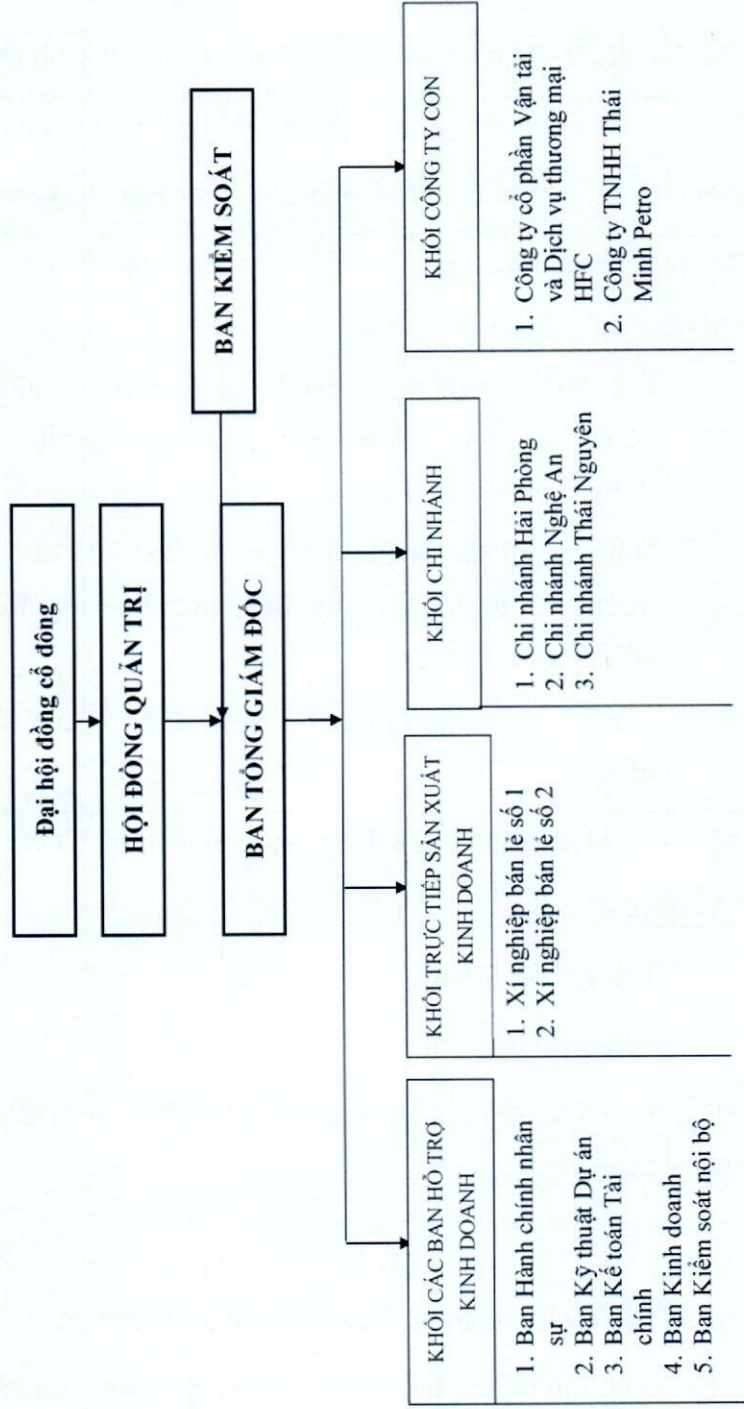 Đại hội đồng cổ đông
HỘI ĐỒNG QUẢN TRỊ
BAN KIỂM SOÁT
BAN TỔNG GIÁM ĐỐC
KHỐI CÁC BAN HỖ TRỢ
KINH DOANH
1. Ban Hành chính nhân
sự
2. Ban Kỹ thuật Dự án
3. Ban Kế toán Tài
chính
4. Ban Kinh doanh
5. Ban Kiểm soát nội bộ
KHỐI TRỰC TIẾP SẢN XUẤT
KINH DOANH
1. Xí nghiệp bán lẻ số 1
2. Xí nghiệp bán lẻ số 2
KHỐI CHI NHÁNH
1. Chi nhánh Hải Phòng
2. Chi nhánh Nghệ An
3. Chi nhánh Thái Nguyên
KHỐI CÔNG TY CON
1. Công ty cổ phần Vận tải
và Dịch vụ thương mại
HFC
2. Công ty TNHH Thái
Minh Petro